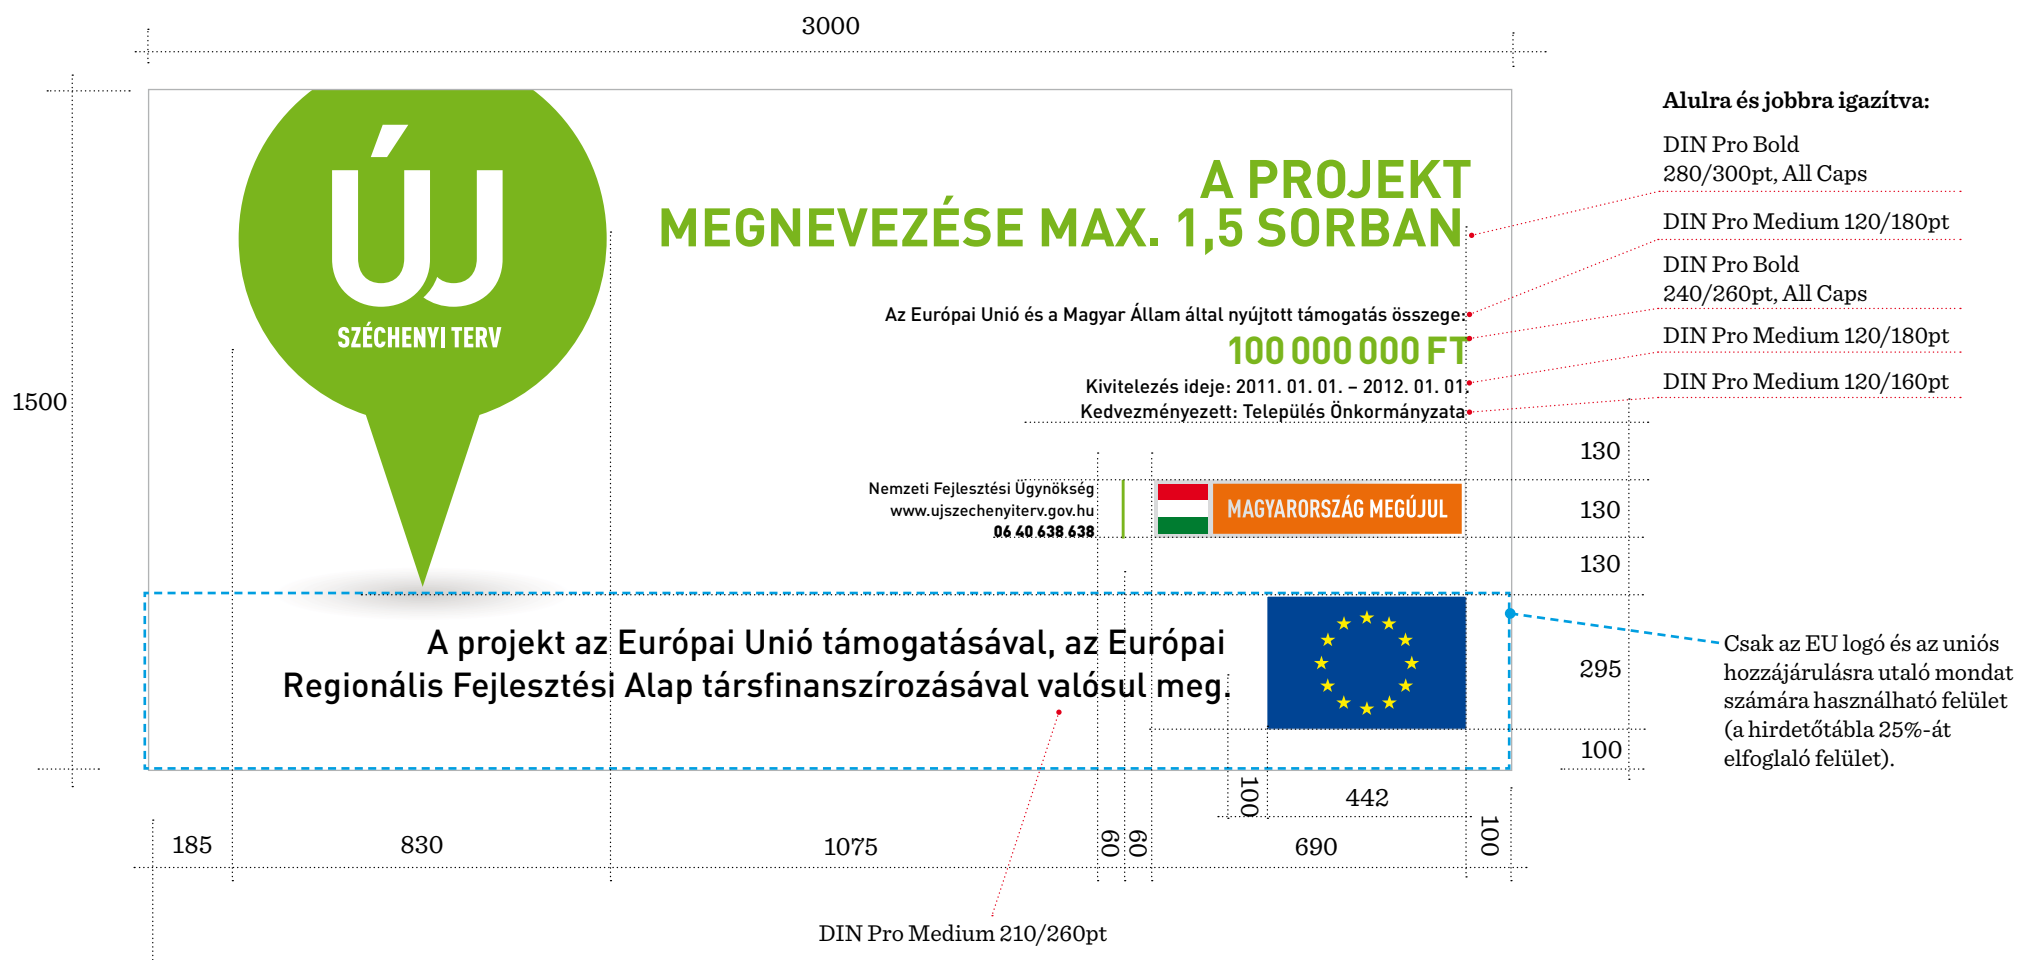 3000
1500
ÚJ
SZÉCHENYI TERV
A PROJEKT
MEGNEVEZÉSE MAX. 1,5 SORBAN
Az Európai Unió és a Magyar Állam által nyújtott támogatás összege:
100 000 000 FT
Kivitelezés ideje: 2011. 01. 01. – 2012. 01. 01.
Kedvezményezett: Település Önkormányzata
Nemzeti Fejlesztési Ügynökség
www.ujszechenyiterv.gov.hu
06 40 638 638
MAGYARORSZÁG MEGÚJUL
A projekt az Európai Unió támogatásával, az Európai
Regionális Fejlesztési Alap társfinanszírozásával valósul meg.
Alulra és jobbra igazítva:
DIN Pro Bold
280/300pt, All Caps
DIN Pro Medium 120/180pt
DIN Pro Bold
240/260pt, All Caps
DIN Pro Medium 120/180pt
DIN Pro Medium 120/160pt
130
130
130
295
100
Csak az EU logó és az uniós
hozzájárulásra utaló mondat
számára használható felület
(a hirdetőtábla 25%-át
elfoglaló felület).
100
442
185
830
1075
60
60
690
100
DIN Pro Medium 210/260pt